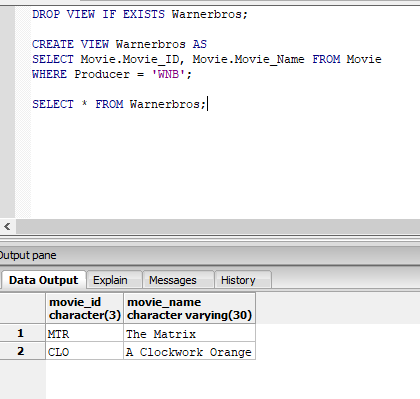 DROP VIEW IF EXISTS Warnerbros;
CREATE VIEW Warnerbros AS
SELECT Movie.Movie_ID, Movie.Movie_Name FROM Movie
WHERE Producer = 'WNB';
SELECT * FROM Warnerbros;
Output pane
Data Output Explain Messages History
movie_id movie_name
character(3) character varying(30)
1 MTR The Matrix
2 CLO A Clockwork Orange